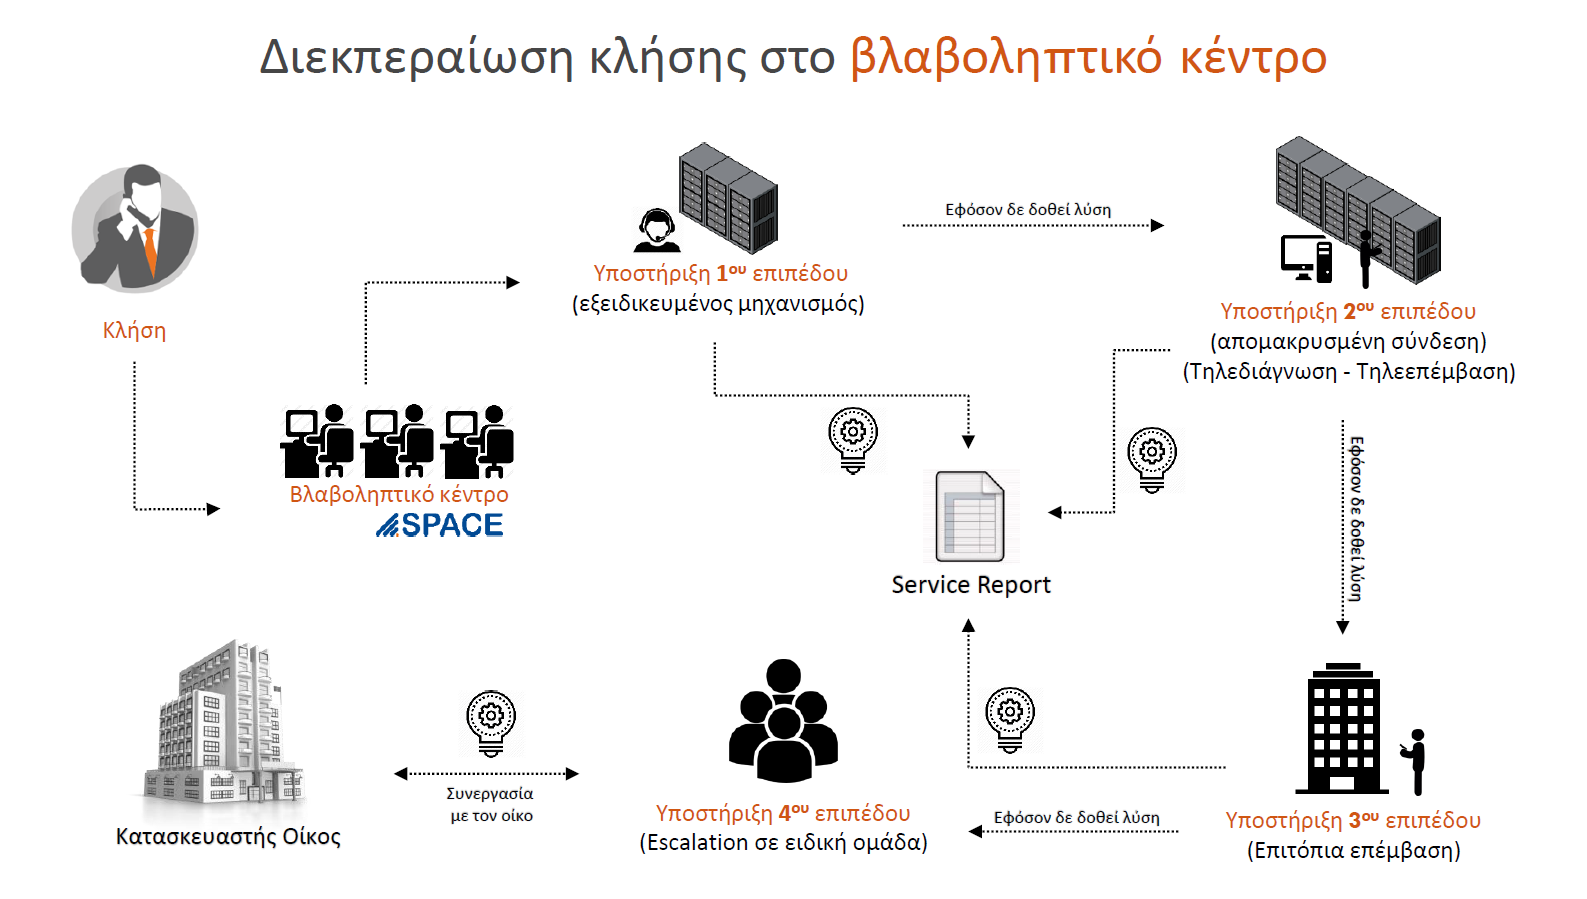 Διεκπεραίωση κλήσης στο βλαβοληπτικό κέντρο
Εφόσον δε δοθεί λύση
Υποστήριξη 1ου επιπέδου
(εξειδικευμένος μηχανισμός)
Κλήση
Υποστήριξη 2ου επιπέδου
(απομακρυσμένη σύνδεση)
(Τηλεδιάγνωση - Τηλεεπέμβαση)
Βλαβοληπτικό κέντρο
SPACE
Εφόσον δε δοθεί λύση
Service Report
Συνεργασία
με τον οίκο
Κατασκευαστής Οίκος
Υποστήριξη 4ου επιπέδου
(Escalation σε ειδική ομάδα)
Εφόσον δε δοθεί λύση
Υποστήριξη 3ου επιπέδου
(Επιτόπια επέμβαση)